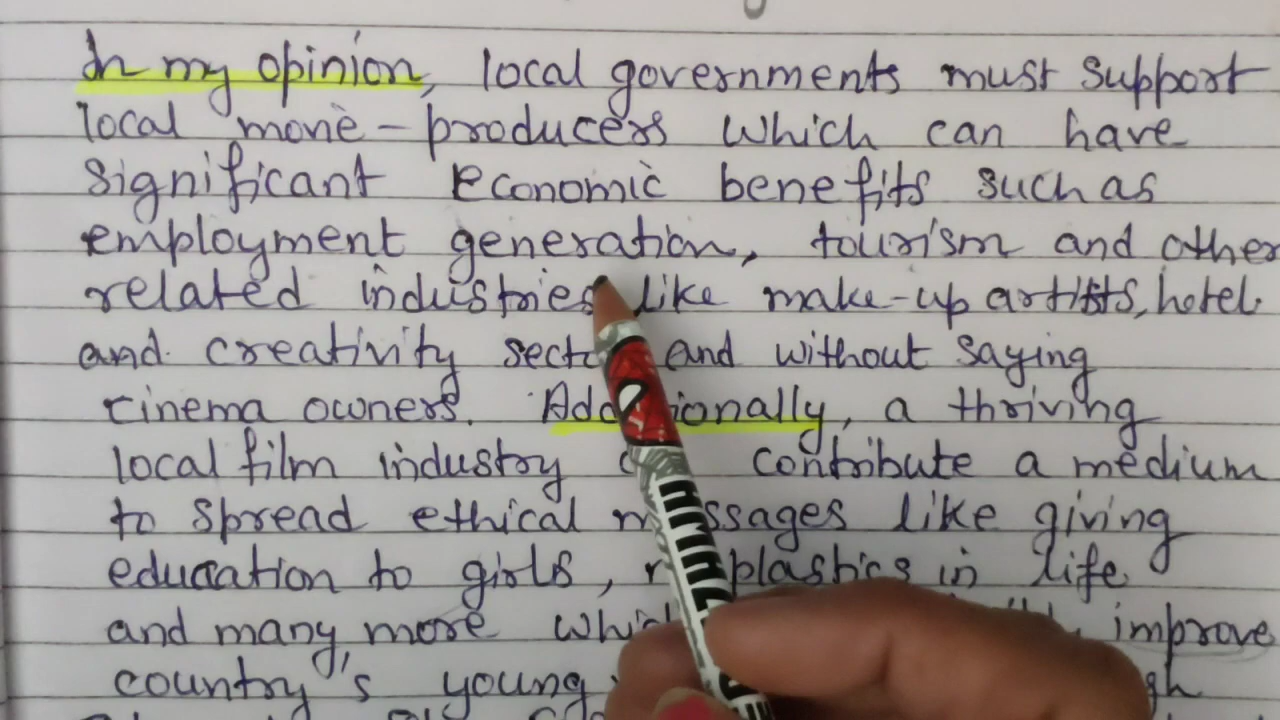 In my opinion, local governments must support
local movie-producers which can have
significant economic benefits such as
employment generation, tourism and other
related industries like make-up artists, hotel
and creativity and without saying
cinema owners. a thriving
local film industry contribute a medium
to spread ethical like giving
education to girls, plastics in life
and many more improve
country's young